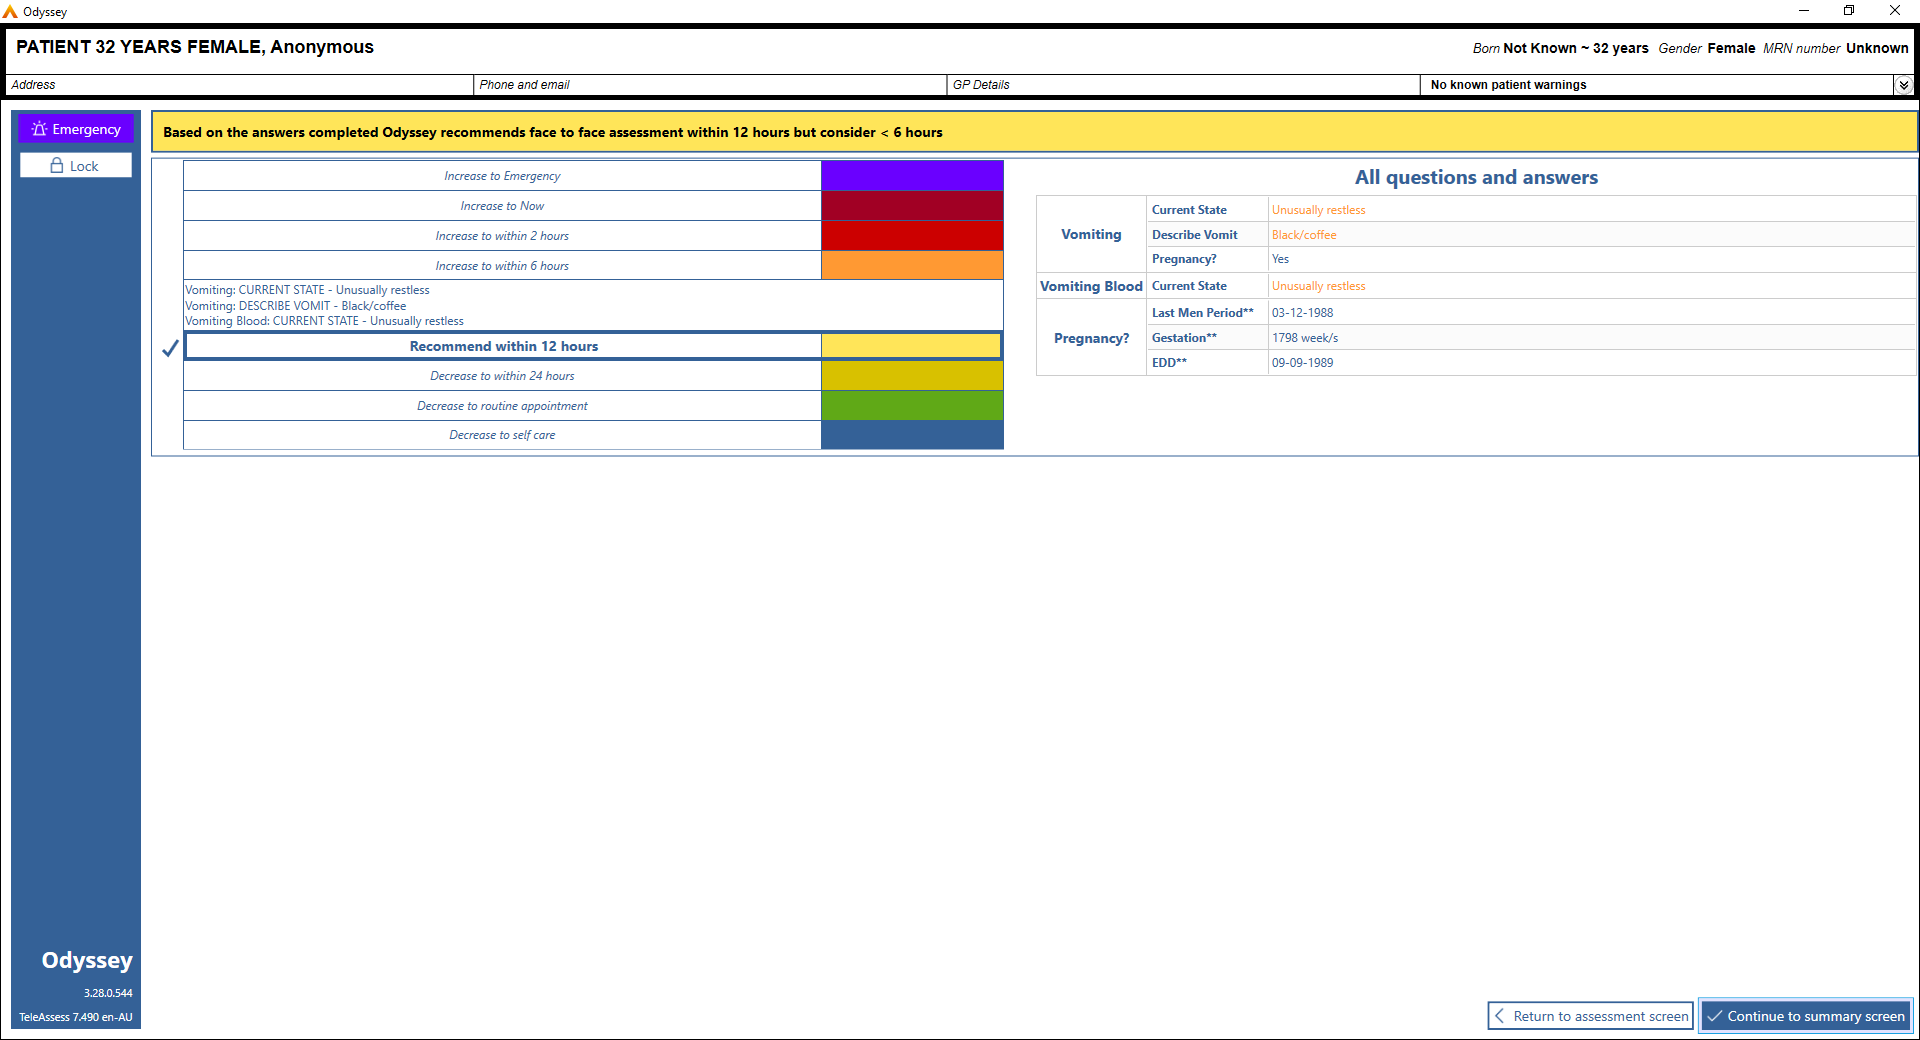 Odyssey
PATIENT 32 YEARS FEMALE, Anonymous
Born Not Known ~ 32 years Gender Female MRN number Unknown
Address
Phone and email
GP Details
No known patient warnings
Emergency
Lock
Based on the answers completed Odyssey recommends face to face assessment within 12 hours but consider < 6 hours
Increase to Emergency
Increase to Now
Increase to within 2 hours
Increase to within 6 hours
Vomiting: CURRENT STATE - Unusually restless
Vomiting: DESCRIBE VOMIT - Black/coffee
Vomiting Blood: CURRENT STATE - Unusually restless
Recommend within 12 hours
Decrease to within 24 hours
Decrease to routine appointment
Decrease to self care
All questions and answers
Vomiting
Current State Unusually restless
Describe Vomit Black/coffee
Pregnancy? Yes
Vomiting Blood Current State Unusually restless
Pregnancy?
Last Men Period** 03-12-1988
Gestation** 1798 week/s
EDD** 09-09-1989
Odyssey
3.28.0.544
TeleAssess 7.490 en-AU
Return to assessment screen
Continue to summary screen